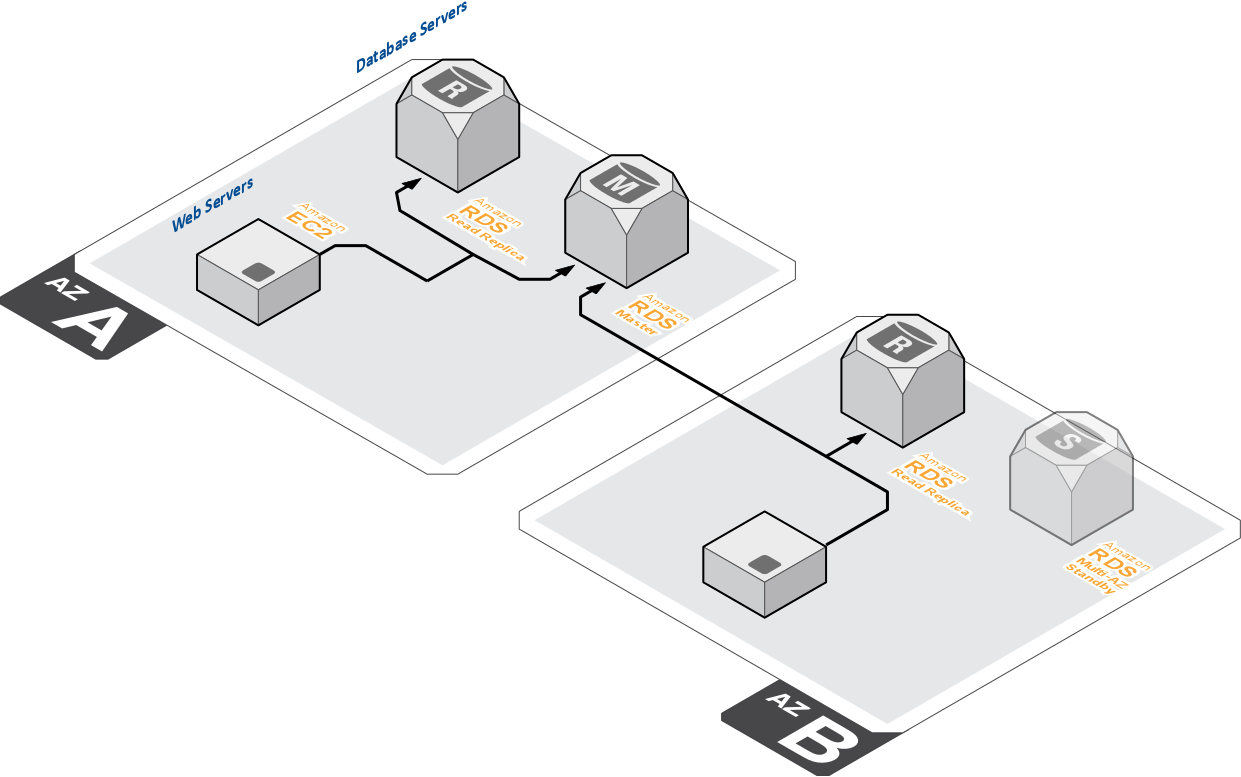 Database Servers
R
M
Web Servers
Amazon
EC2
Amazon
RDS
Read Replica
AZ
A
Amazon
RDS
Master
R
S
Amazon
RDS
Read Replica
Amazon
RDS
Multi-AZ
Standby
AZ
B